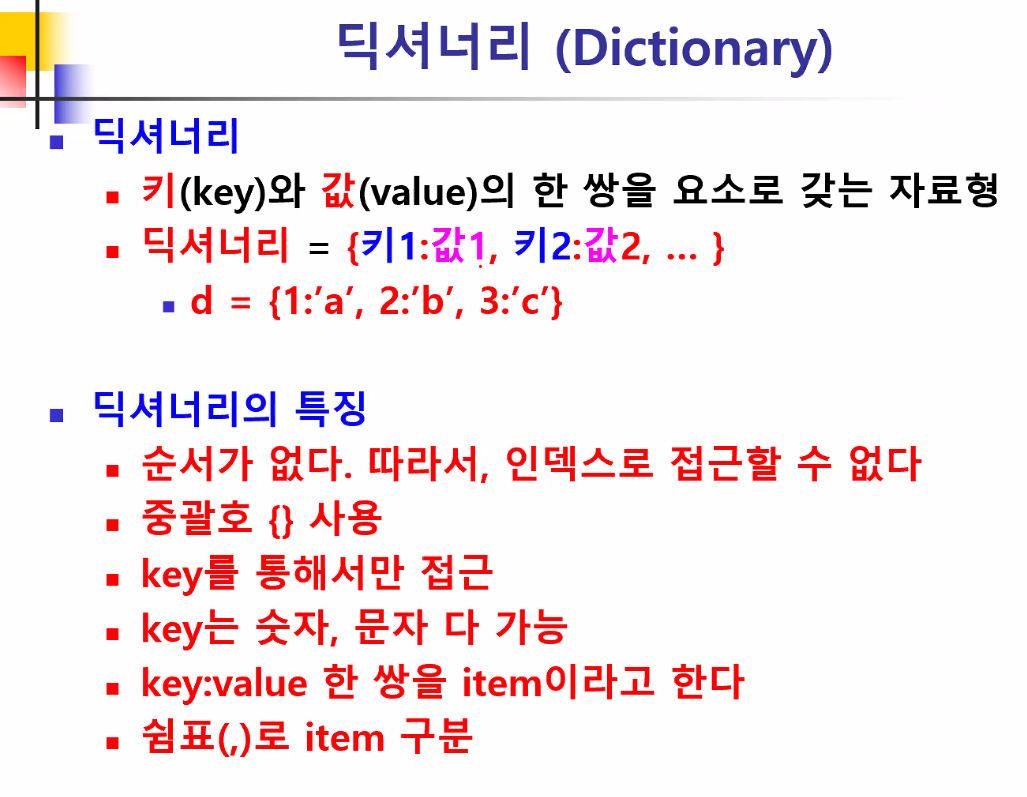 딕셔너리 (Dictionary)
딕셔너리
키(key)와 값(value)의 한 쌍을 요소로 갖는 자료형
딕셔너리 = {키1:값1, 키2:값2, ... }
d = {1:’a’, 2:’b’, 3:’c’}
딕셔너리의 특징
순서가 없다. 따라서, 인덱스로 접근할 수 없다
중괄호 {} 사용
key를 통해서만 접근
key는 숫자, 문자 다 가능
key:value 한 쌍을 item이라고 한다
쉼표(,)로 item 구분